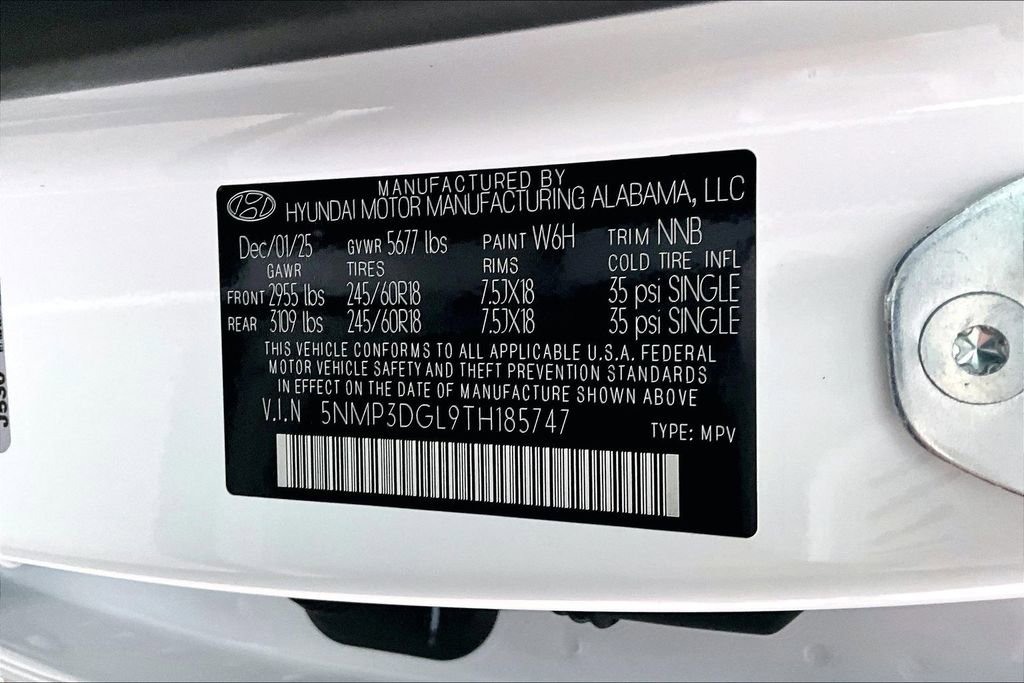 MANUFACTURED BY
HYUNDAI MOTOR MANUFACTURING ALABAMA, LLC
Dec/01/25 GVWR 5677 lbs PAINT W6H TRIM NNB
GAWR TIRES RIMS COLD TIRE INFL
FRONT 2955 lbs 245/60R18 7.5JX18 35 psi SINGLE
REAR 3109 lbs 245/60R18 7.5JX18 35 psi SINGLE
THIS VEHICLE CONFORMS TO ALL APPLICABLE U.S.A. FEDERAL
MOTOR VEHICLE SAFETY AND THEFT PREVENTION STANDARDS
IN EFFECT ON THE DATE OF MANUFACTURE SHOWN ABOVE
V.I.N 5NMP3DGL9TH185747
TYPE: MPV